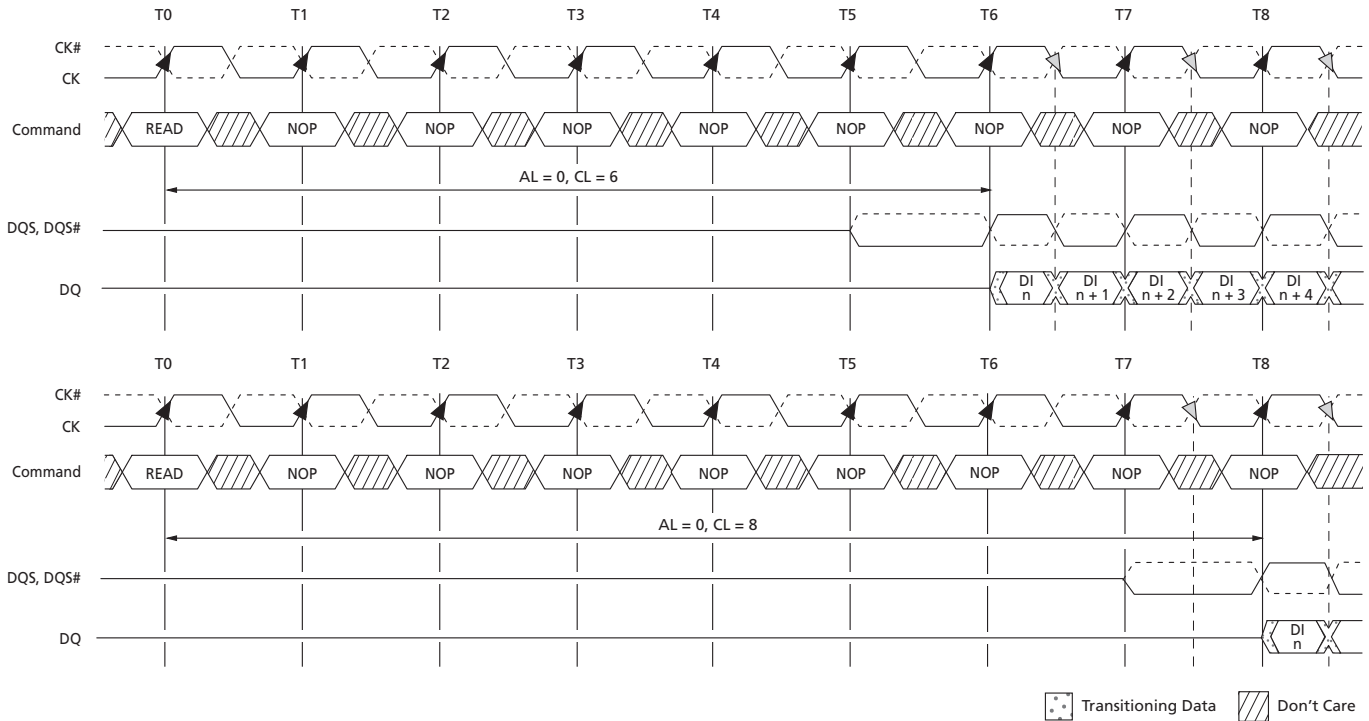 T0 T1 T2 T3 T4 T5 T6 T7 T8
CK#
CK
Command READ NOP NOP NOP NOP NOP NOP NOP NOP
AL = 0, CL = 6
DQS, DQS#
DQ DI n DI n + 1 DI n + 2 DI n + 3 DI n + 4
T0 T1 T2 T3 T4 T5 T6 T7 T8
CK#
CK
Command READ NOP NOP NOP NOP NOP NOP NOP NOP
AL = 0, CL = 8
DQS, DQS#
DQ DI n
Transitioning Data Don't Care